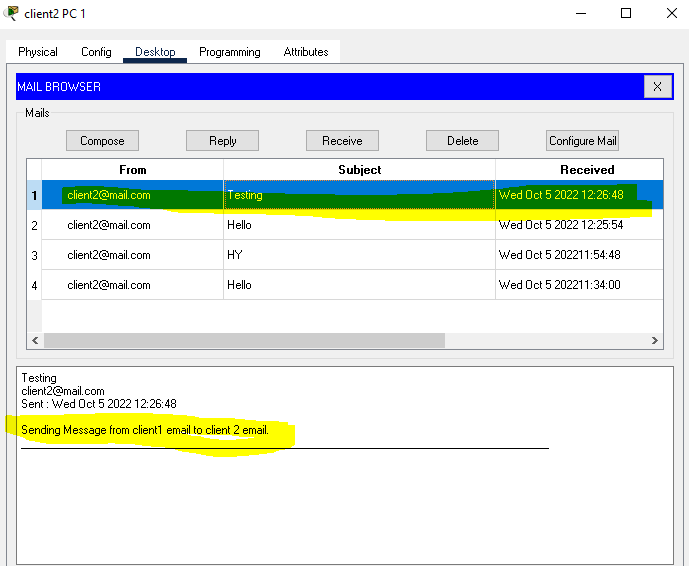 client2 PC 1
Physical Config Desktop Programming Attributes
MAIL BROWSER X
Mails
Compose Reply Receive Delete Configure Mail
From Subject Received
1 client2@mail.com Testing Wed Oct 5 2022 12:26:48
2 client2@mail.com Hello Wed Oct 5 2022 12:25:54
3 client2@mail.com HY Wed Oct 5 202211:54:48
4 client2@mail.com Hello Wed Oct 5 202211:34:00
Testing
client2@mail.com
Sent : Wed Oct 5 2022 12:26:48
Sending Message from client1 email to client 2 email.